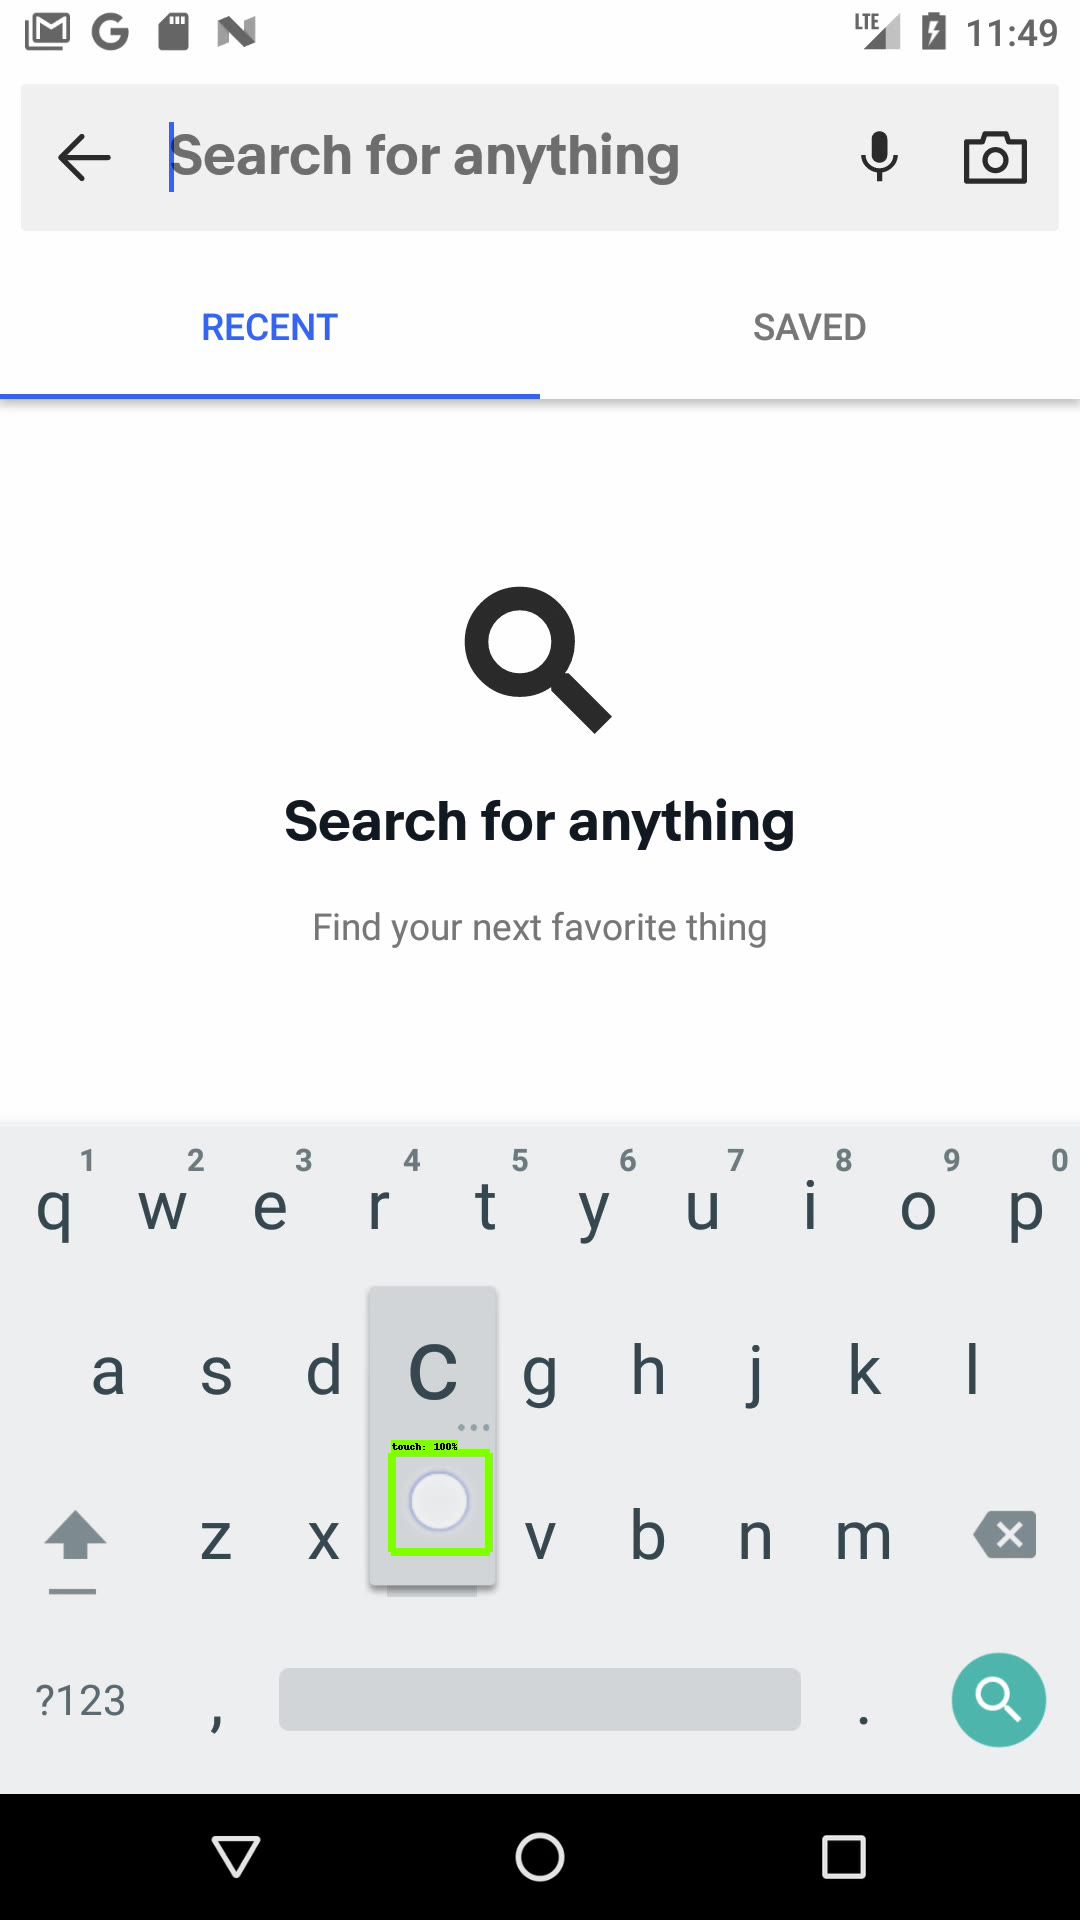 LTE 11:49
Search for anything
RECENT SAVED
Search for anything
Find your next favorite thing
1 2 3 4 5 6 7 8 9 0
q w e r t y u i o p
a s d C g h j k l
...
touch: 100%
z x v b n m
?123 , .